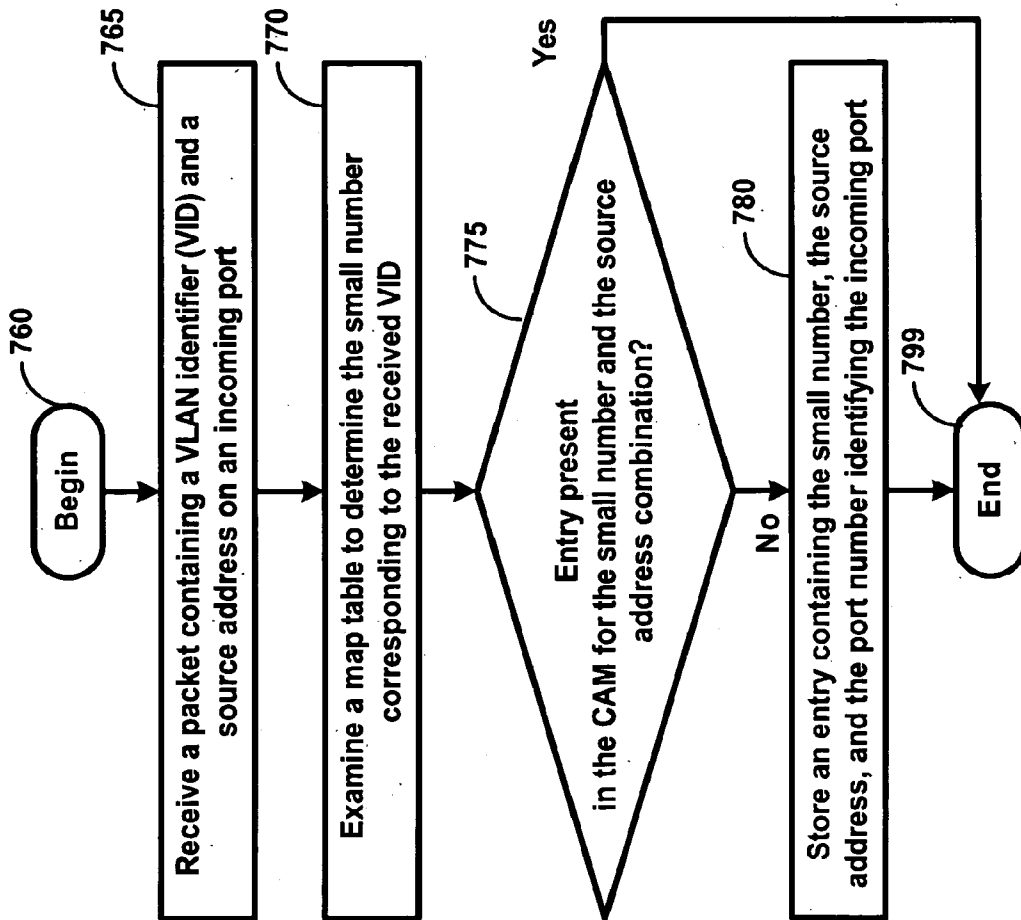 760
Begin
765
Receive a packet containing a VLAN identifier (VID) and a
source address on an incoming port
770
Examine a map table to determine the small number
corresponding to the received VID
775
Entry present
in the CAM for the small number and the source
address combination?
Yes
No
780
Store an entry containing the small number, the source
address, and the port number identifying the incoming port
799
End